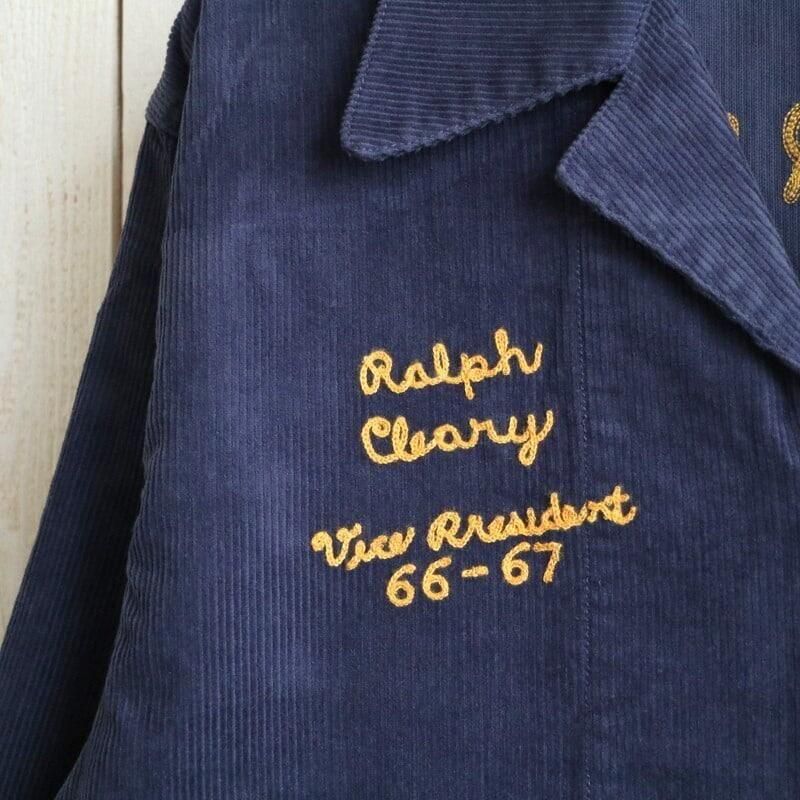 Ralph
Cleary
Vice President
66-67